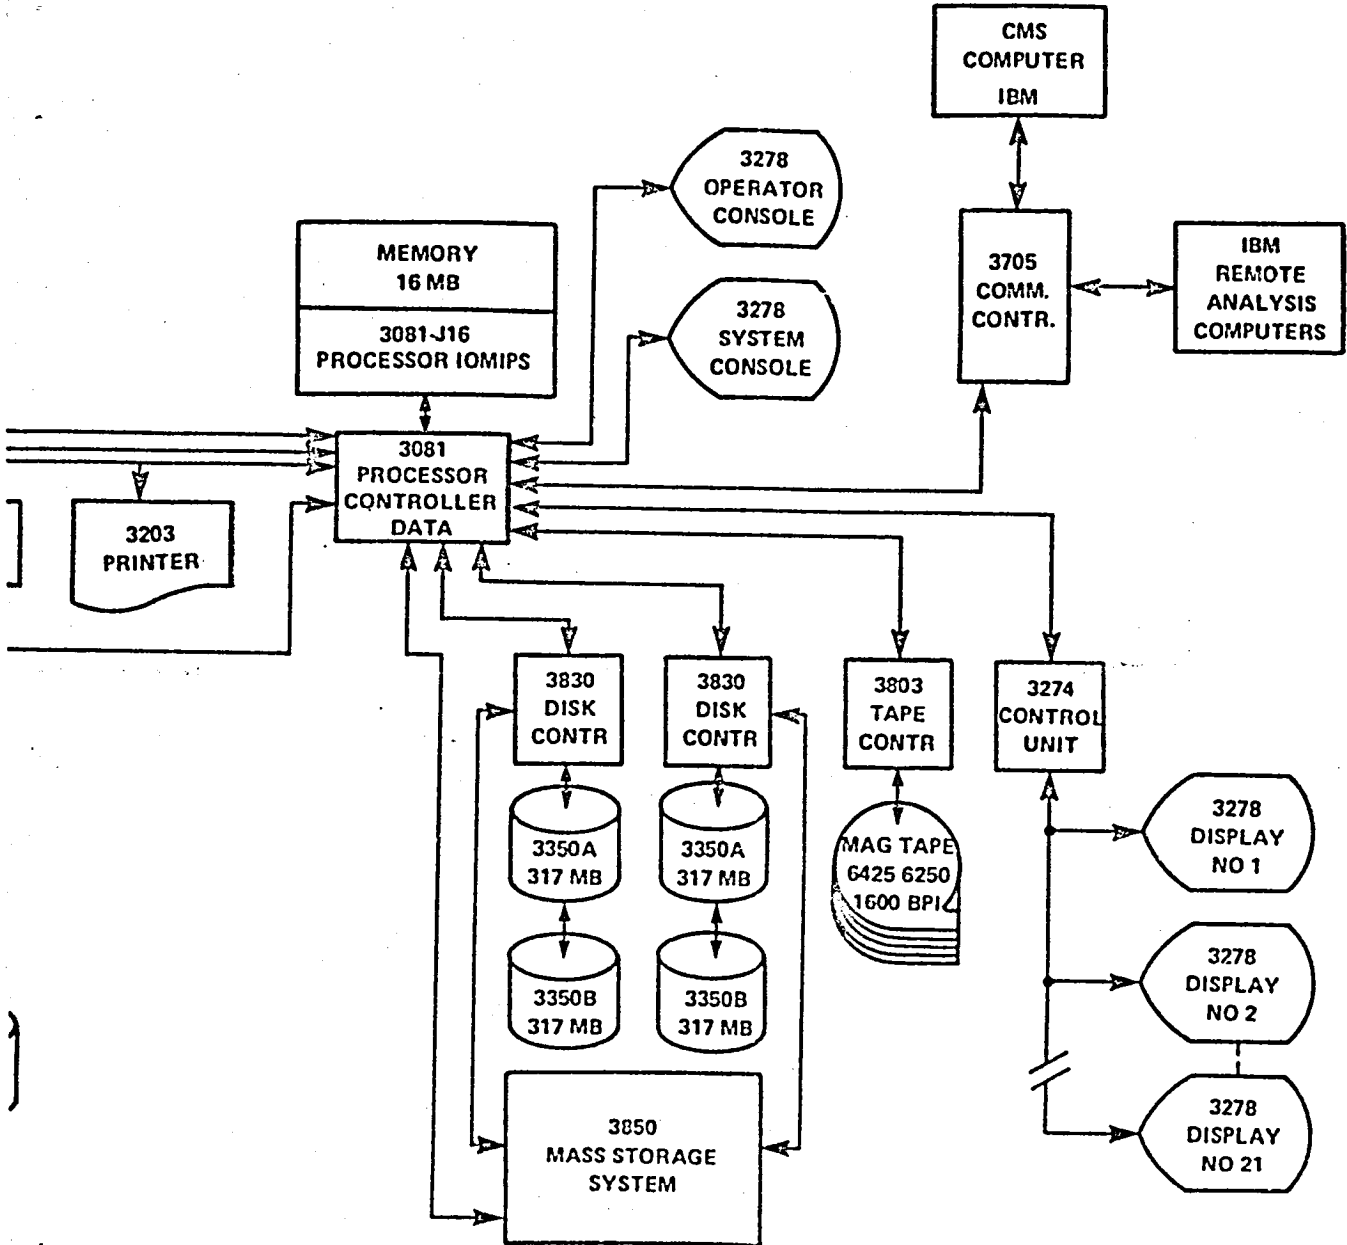 CMS
COMPUTER
IBM
3278
OPERATOR
CONSOLE
MEMORY
16 MB
3081-J16
PROCESSOR IOMIPS
3278
SYSTEM
CONSOLE
3705
COMM.
CONTR.
IBM
REMOTE
ANALYSIS
COMPUTERS
3081
PROCESSOR
CONTROLLER
DATA
3203
PRINTER
3830
DISK
CONTR
3830
DISK
CONTR
3803
TAPE
CONTR
3274
CONTROL
UNIT
3350A
317 MB
3350A
317 MB
MAG TAPE
6425 6250
1600 BPI
3278
DISPLAY
NO 1
3350B
317 MB
3350B
317 MB
3278
DISPLAY
NO 2
3850
MASS STORAGE
SYSTEM
3278
DISPLAY
NO 21